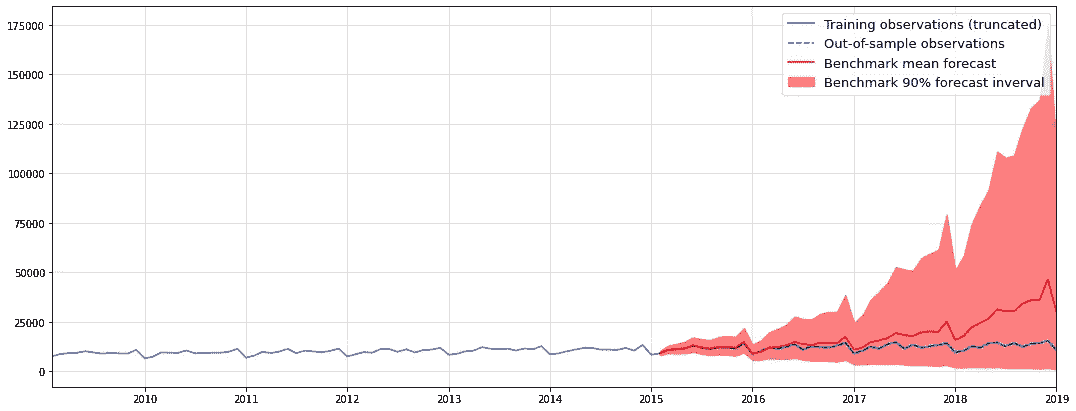 175000
150000
125000
100000
75000
50000
25000
0
2010 2011 2012 2013 2014 2015 2016 2017 2018 2019
Training observations (truncated)
Out-of-sample observations
Benchmark mean forecast
Benchmark 90% forecast inverval